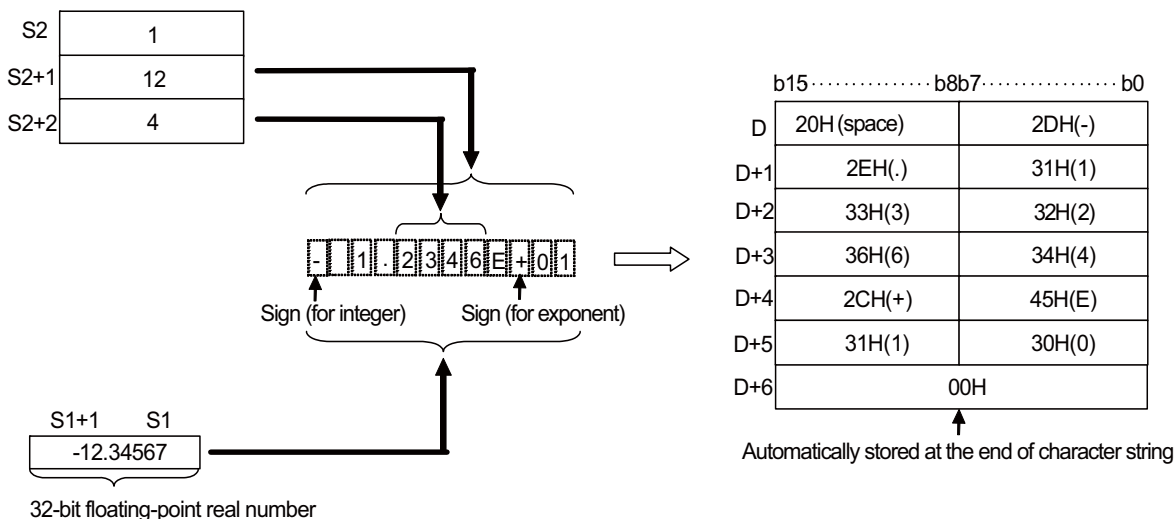 S2 1
S2+1 12
S2+2 4
- 1 . 2 3 4 6 E + 0 1
Sign (for integer) Sign (for exponent)
S1+1 S1
-12.34567
32-bit floating-point real number
b15 ............... b8b7 ................. b0
D 20H (space) 2DH(-)
D+1 2EH(.) 31H(1)
D+2 33H(3) 32H(2)
D+3 36H(6) 34H(4)
D+4 2CH(+) 45H(E)
D+5 31H(1) 30H(0)
D+6 00H
Automatically stored at the end of character string